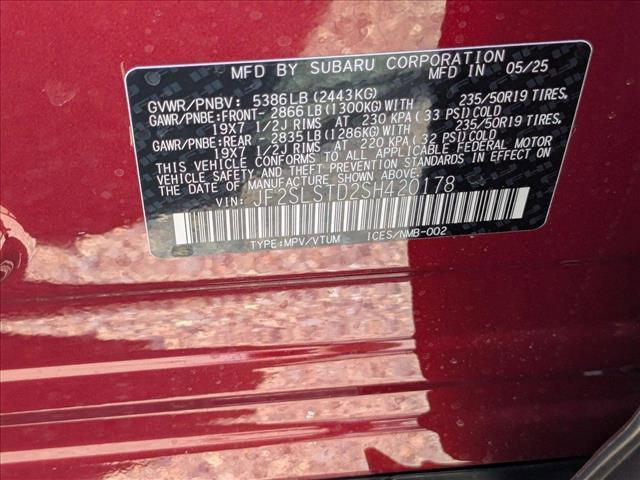 MFD BY SUBARU CORPORATION
MFD IN 05/25
GVWR/PNBV: 5386LB(2443KG)
GAWR/PNBE:FRONT- 2866LB(1300KG)WITH 235/50R19 TIRES,
19X7 1/2J RIMS AT 230 KPA (33 PSI)COLD
GAWR/PNBE:REAR - 2835LB(1286KG)WITH 235/50R19 TIRES,
19X7 1/2J RIMS AT 220 KPA (32 PSI)COLD
THIS VEHICLE CONFORMS TO ALL APPLICABLE FEDERAL MOTOR
VEHICLE SAFETY AND THEFT PREVENTION STANDARDS IN EFFECT ON
THE DATE OF MANUFACTURE SHOWN ABOVE.
VIN: JF2SLSTD2SH420178
TYPE:MPV/VTUM ICES/NMB-002